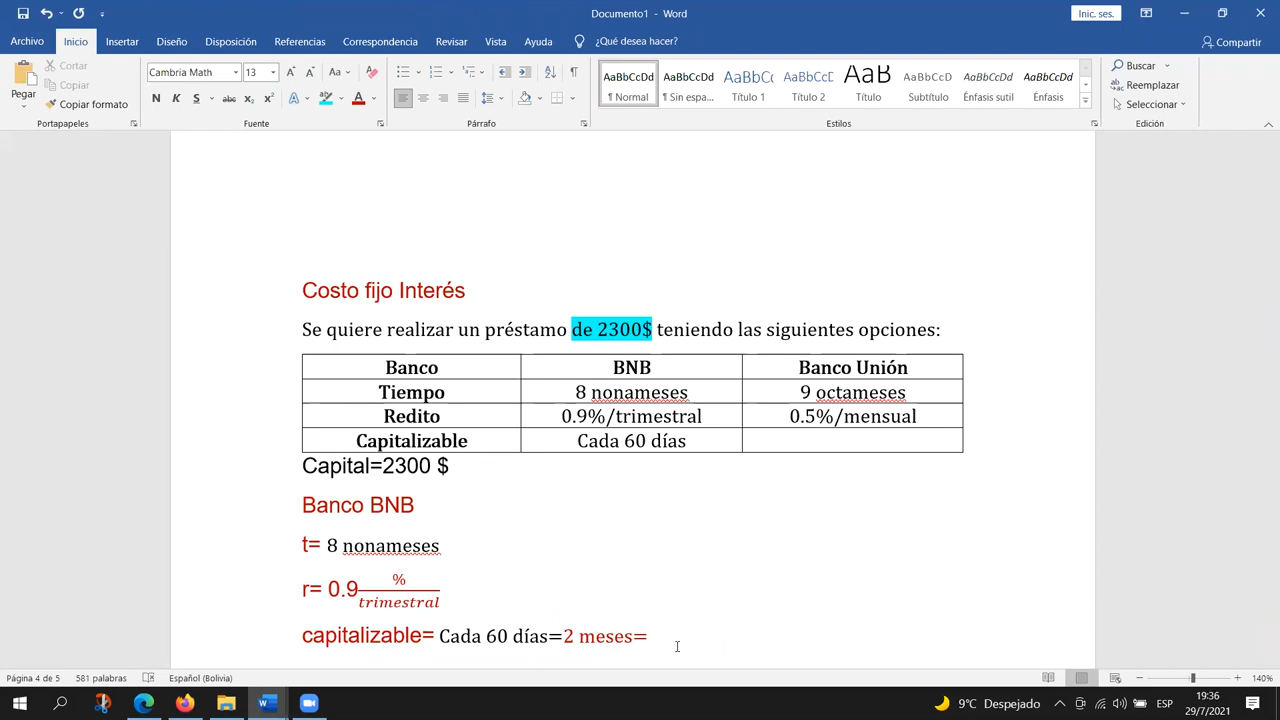 Documento1 - Word
Inic. ses.
Archivo Inicio Insertar Diseño Disposición Referencias Correspondencia Revisar Vista Ayuda ¿Qué desea hacer? Compartir
Pegar
Cortar
Copiar
Copiar formato
Portapapeles
Cambria Math 13
Aa
N K S abc x₂ x² A A
Fuente
Párrafo
AaBbCcDd AaBbCcDd AaBbCc AaBbCcD AaB AaBbCcD AaBbCcDd AaBbCcDd
¶ Normal ¶ Sin espa... Título 1 Título 2 Título Subtítulo Énfasis sutil Énfasis
Estilos
Buscar
Reemplazar
Seleccionar
Edición
Costo fijo Interés
Se quiere realizar un préstamo de 2300$ teniendo las siguientes opciones:
Banco BNB Banco Unión
Tiempo 8 nonameses 9 octameses
Redito 0.9%/trimestral 0.5%/mensual
Capitalizable Cada 60 días
Capital=2300 $
Banco BNB
t= 8 nonameses
r= 0.9 %/trimestral
capitalizable= Cada 60 días=2 meses=
Página 4 de 5 581 palabras Español (Bolivia) 140%
9°C Despejado ESP
19:36
29/7/2021